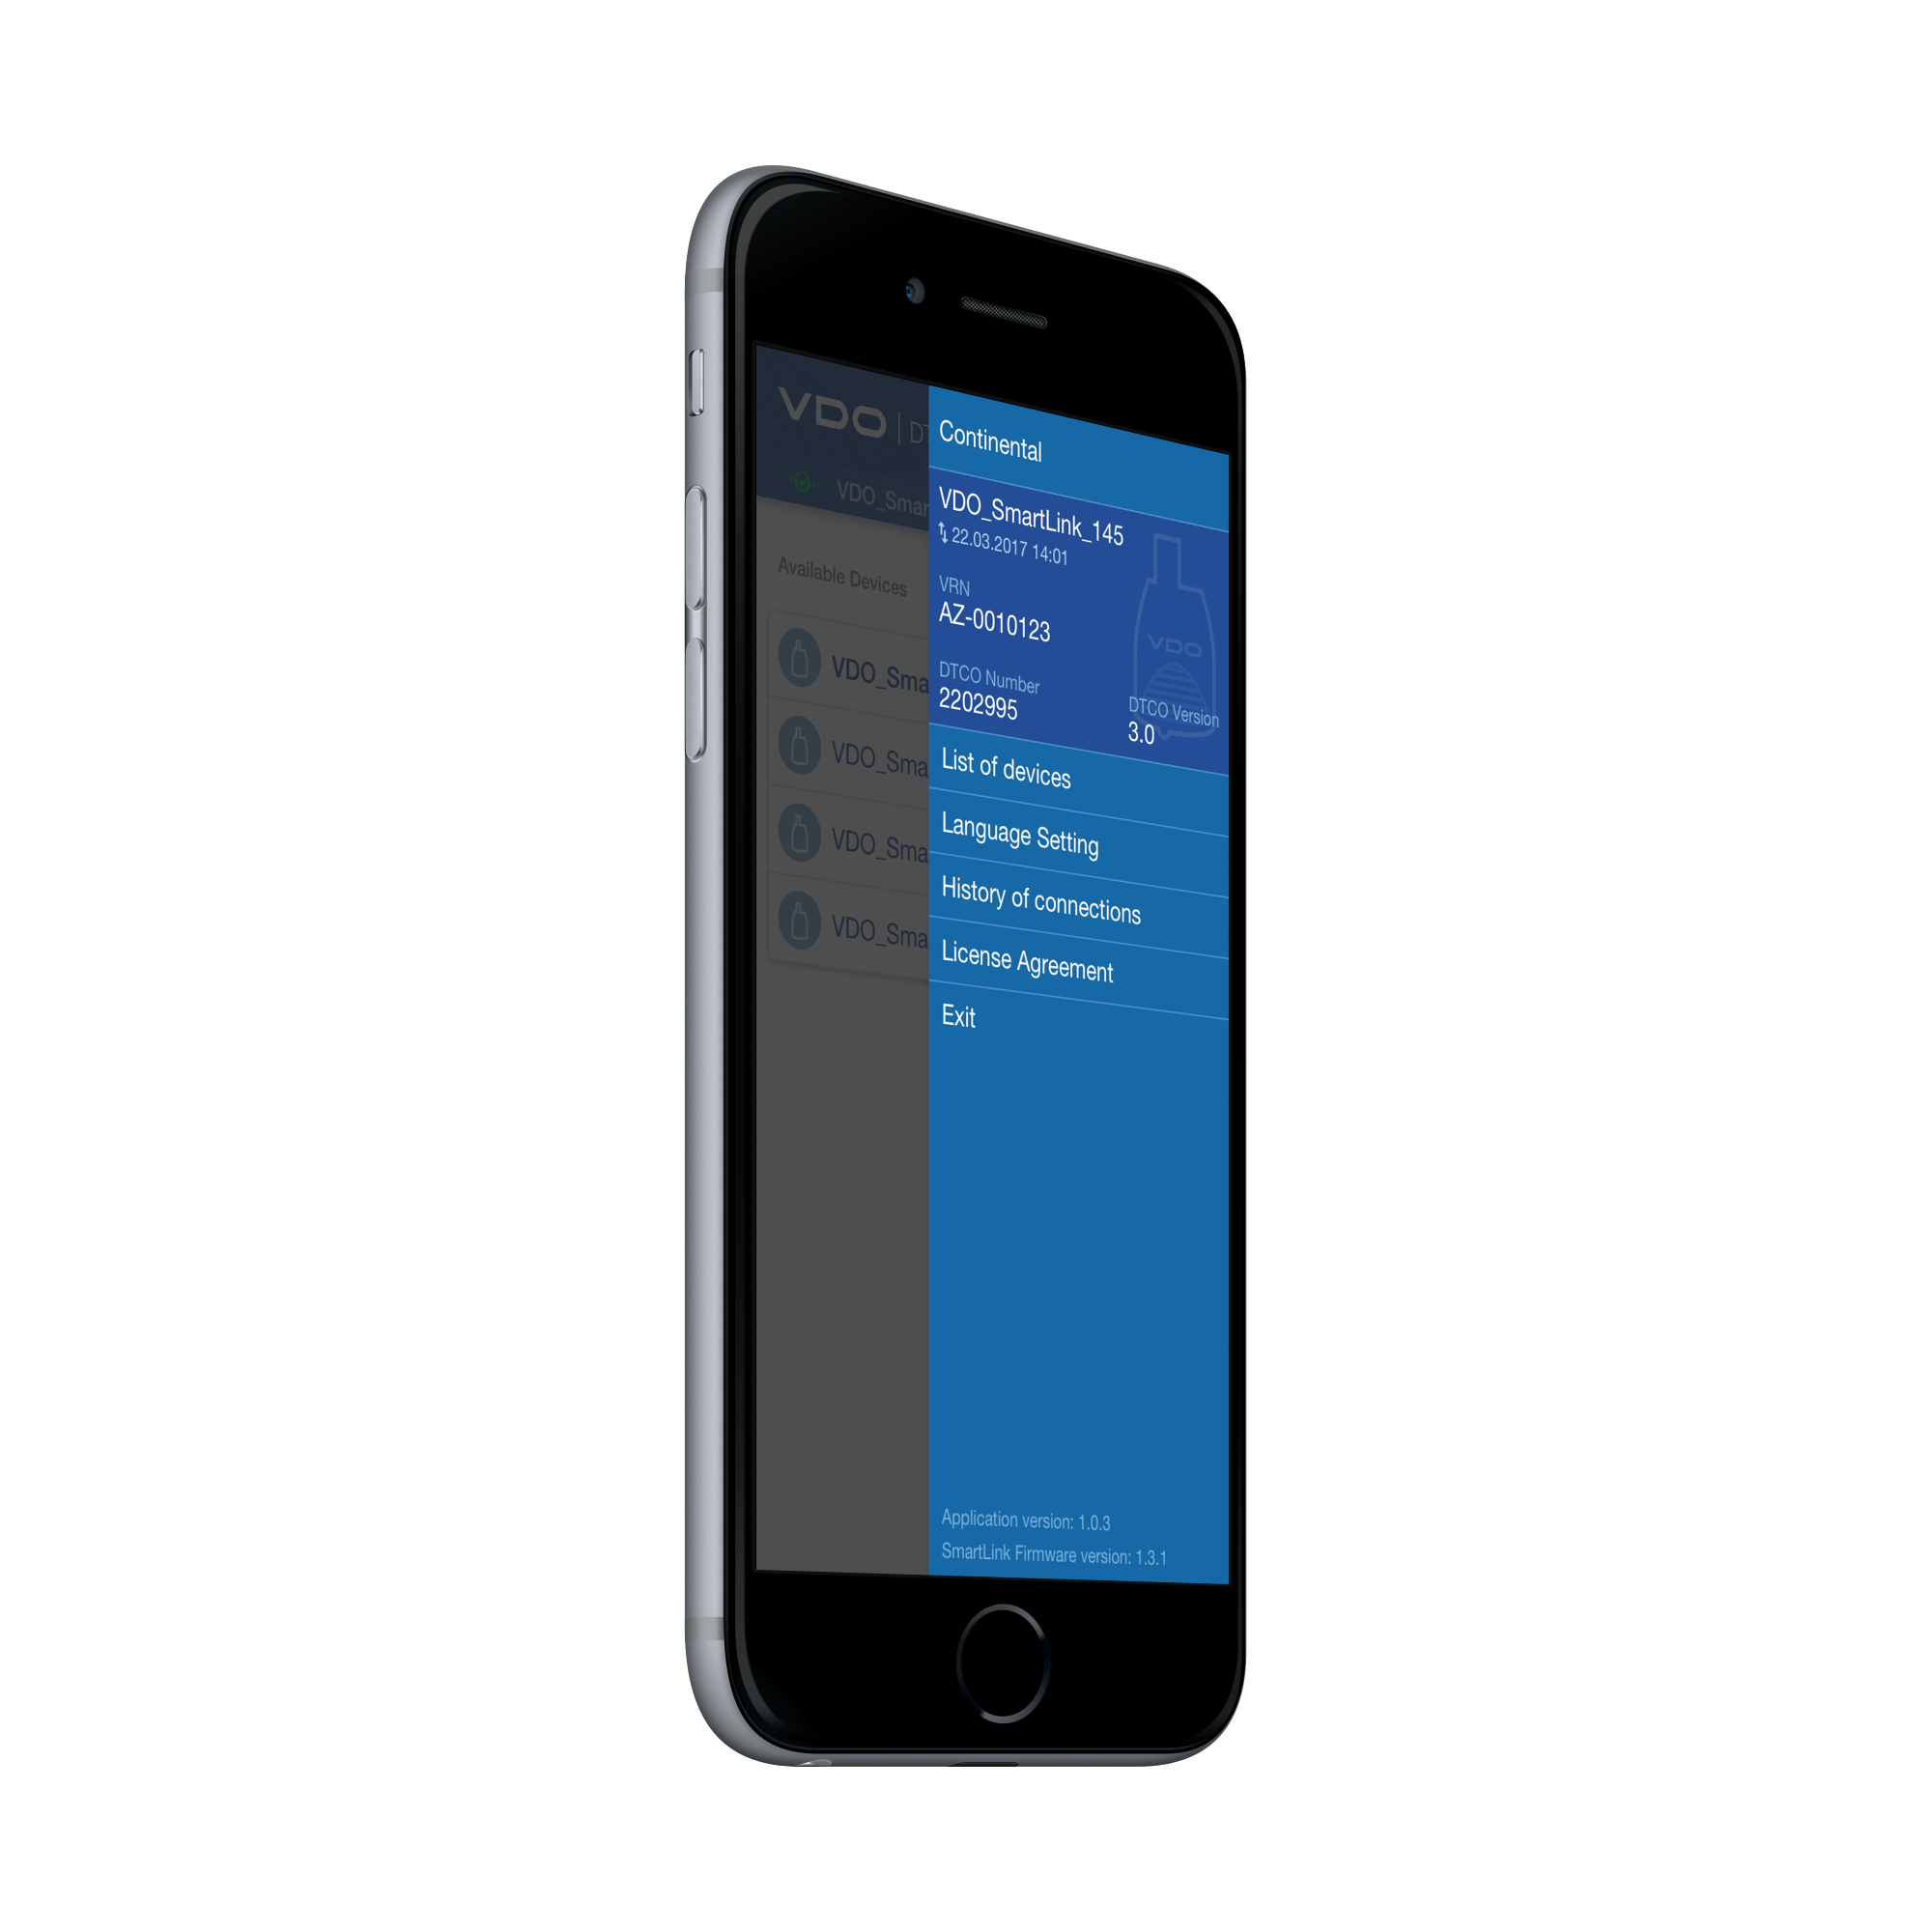 VDO
Continental
VDO_SmartLink_145
22.03.2017 14:01
VRN
AZ-0010123
VDO
DTCO Number
2202995
DTCO Version
3.0
List of devices
Language Setting
History of connections
License Agreement
Exit
Application version: 1.0.3
SmartLink Firmware version: 1.3.1
DT
VDO_Smar
Available Devices
VDO_Sma
VDO_Sma
VDO_Sma
VDO_Sma